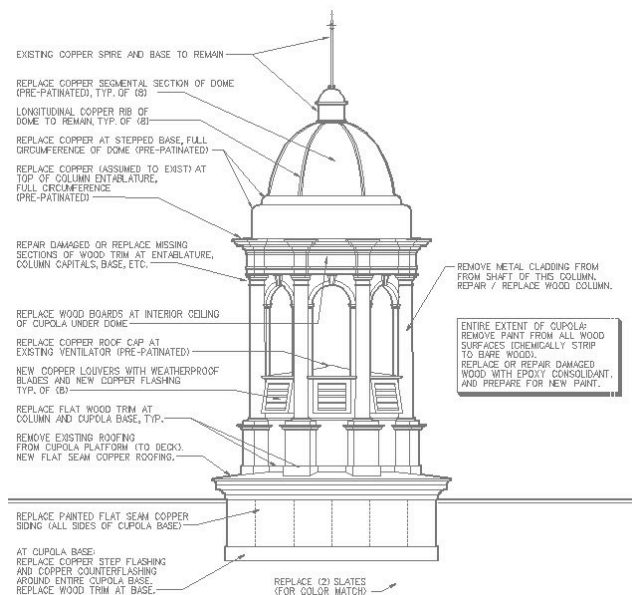 EXISTING COPPER SPIRE AND BASE TO REMAIN
REPLACE COPPER SEGMENTAL SECTION OF DOME
(PRE-PATINATED), TYP. OF (8)
LONGITUDINAL COPPER RIB OF
DOME TO REMAIN, TYP. OF (8)
REPLACE COPPER AT STEPPED BASE, FULL
CIRCUMFERENCE OF DOME (PRE-PATINATED)
REPLACE COPPER (ASSUMED TO EXIST) AT
TOP OF COLUMN ENTABLATURE,
FULL CIRCUMFERENCE
(PRE-PATINATED)
REPAIR DAMAGED OR REPLACE MISSING
SECTIONS OF WOOD TRIM AT ENTABLATURE,
COLUMN CAPITALS, BASE, ETC.
REPLACE WOOD BOARDS AT INTERIOR CEILING
OF CUPOLA UNDER DOME
REPLACE COPPER ROOF CAP AT
EXISTING VENTILATOR (PRE-PATINATED)
NEW COPPER LOUVERS WITH WEATHERPROOF
BLADES AND NEW COPPER FLASHING
TYP. OF (8)
REPLACE FLAT WOOD TRIM AT
COLUMN AND CUPOLA BASE, TYP.
REMOVE EXISTING ROOFING
FROM CUPOLA PLATFORM (TO DECK).
NEW FLAT SEAM COPPER ROOFING.
REPLACE PAINTED FLAT SEAM COPPER
SIDING (ALL SIDES OF CUPOLA BASE)
AT CUPOLA BASE:
REPLACE COPPER STEP FLASHING
AND COPPER COUNTERFLASHING
AROUND ENTIRE CUPOLA BASE.
REPLACE WOOD TRIM AT BASE.
REMOVE METAL CLADDING FROM
FROM SHAFT OF THIS COLUMN.
REPAIR / REPLACE WOOD COLUMN.
ENTIRE EXTENT OF CUPOLA:
REMOVE PAINT FROM ALL WOOD
SURFACES (CHEMICALLY STRIP
TO BARE WOOD).
REPLACE OR REPAIR DAMAGED
WOOD WITH EPOXY CONSOLIDANT.
AND PREPARE FOR NEW PAINT.
REPLACE (2) SLATES
(FOR COLOR MATCH)